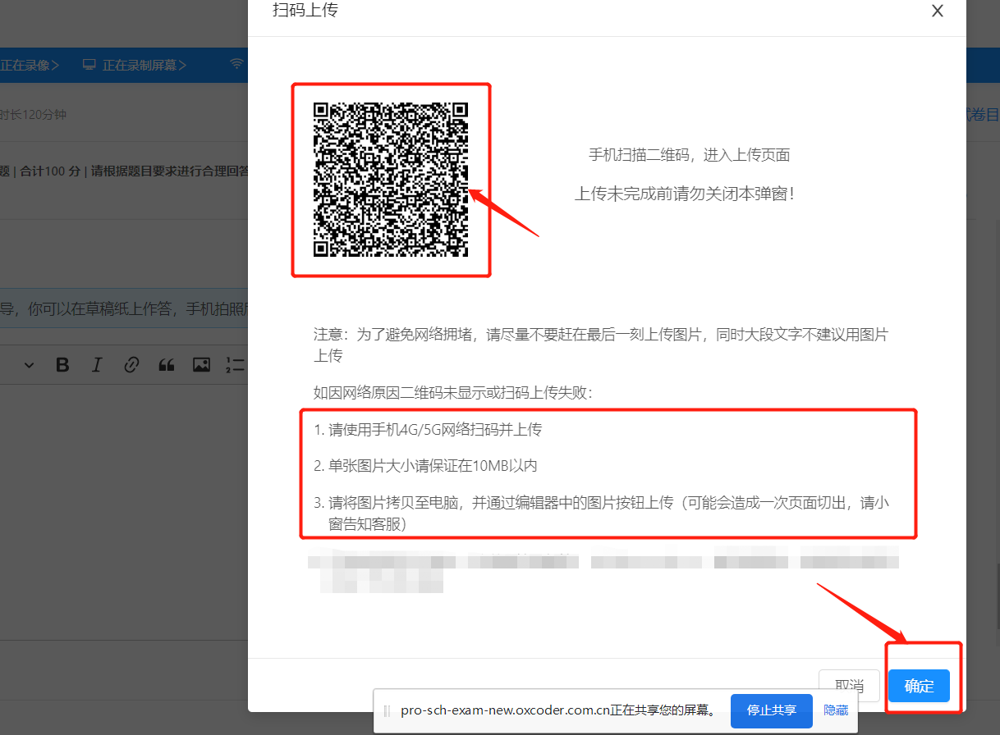 扫码上传
正在录像>
正在录制屏幕>
时长120分钟
试卷目
手机扫描二维码，进入上传页面
题 | 合计100 分 | 请根据题目要求进行合理回答
上传未完成前请勿关闭本弹窗！
导，你可以在草稿纸上作答，手机拍照
注意：为了避免网络拥堵，请尽量不要赶在最后一刻上传图片，同时大段文字不建议用图片
上传
B I
如因网络原因二维码未显示或扫码上传失败：
1. 请使用手机4G/5G网络扫码并上传
2. 单张图片大小请保证在10MB以内
3. 请将图片拷贝至电脑，并通过编辑器中的图片按钮上传（可能会造成一次页面切出，请小
窗告知客服）
取消
确定
pro-sch-exam-new.oxcoder.com.cn正在共享您的屏幕。
停止共享
隐藏